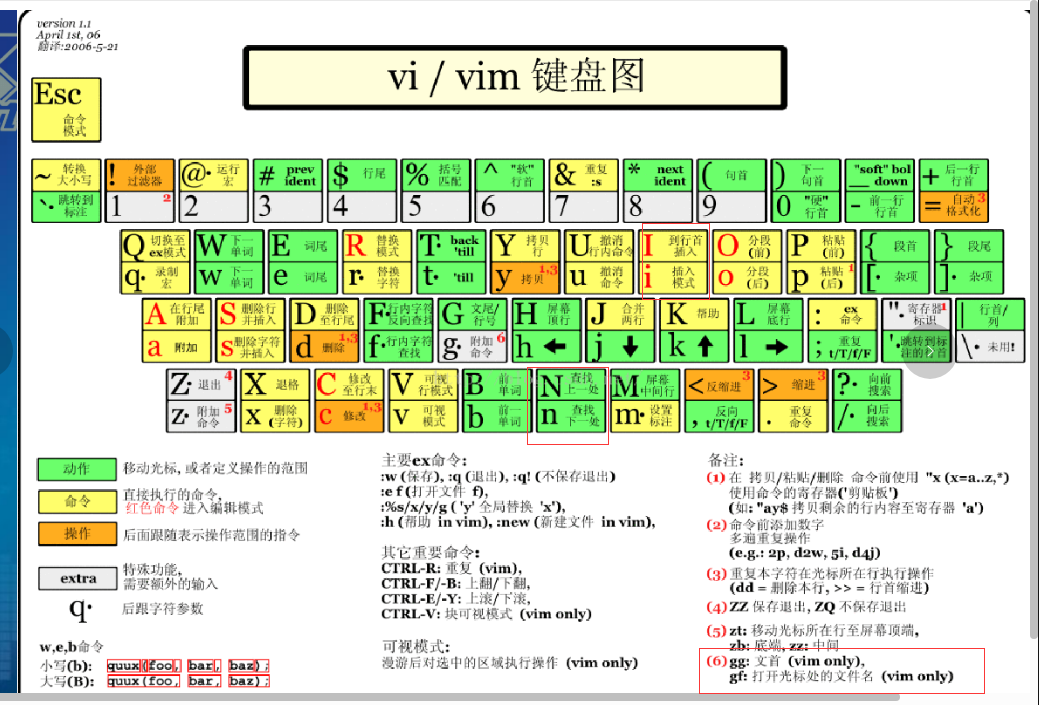 version 1.1
April 1st, 06
翻译:2006-5-21
vi / vim 键盘图
Esc
命令
模式
~ 转换
大小写
! 外部
过滤器
@· 运行
宏
# prev
ident
$ 行尾
% 括号
匹配
^ "软"
行首
& 重复
:s
* next
ident
( 句首
) 下一
句首
"soft" bol
_ down
+ 后一行
行首
`· 跳转到
标注
1 2
2
3
4
5
6
7
8
9
0 "硬"
行首
- 前一行
行首
= 自动 3
格式化
Q 切换至
ex模式
W 下一
单词
E 词尾
R 替换
模式
T· back
'till
Y 拷贝
行
U 撤消
行内命令
I 到行首
插入
O 分段
(前)
P 粘贴
(前)
{ 段首
} 段尾
q· 录制
宏
w 下一
单词
e 词尾
r· 替换
字符
t· 'till
y 拷贝 1,3
u 撤消
命令
i 插入
模式
o 分段
(后)
p 粘贴 1
(后)
[· 杂项
]· 杂项
A 在行尾
附加
S 删除行
并插入
D 删除
至行尾
F· 行内字符
反向查找
G 文尾/
行号
H 屏幕
顶行
J 合并
两行
K 帮助
L 屏幕
底行
: ex
命令
"· 寄存器 1
标识
| 行首/
列
a 附加
s 删除字符
并插入
d 删除 1,3
f· 行内字符
查找
g· 附加 6
命令
h ←
j ↓
k ↑
l →
; 重复
t/T/f/F
'· 跳转到标
注的行首
\· 未用!
Z· 退出 4
X 退格
C 修改
至行末
V 可视
行模式
B 前一
单词
N 查找
上一处
M 屏幕
中间行
< 反缩进 3
> 缩进 3
?· 向前
搜索
z· 附加 5
命令
x 删除
(字符)
c 修改 1,3
v 可视
模式
b 前一
单词
n 查找
下一处
m· 设置
标注
, 反向
t/T/f/F
. 重复
命令
/· 向后
搜索
动作 移动光标, 或者定义操作的范围
命令 直接执行的命令,
红色命令 进入编辑模式
操作 后面跟随表示操作范围的指令
extra 特殊功能,
需要额外的输入
q· 后跟字符参数
w,e,b命令
小写(b): quux(foo, bar, baz);
大写(B): quux(foo, bar, baz);
主要ex命令:
:w (保存), :q (退出), :q! (不保存退出)
:e f (打开文件 f),
:%s/x/y/g ('y' 全局替换 'x'),
:h (帮助 in vim), :new (新建文件 in vim),
其它重要命令:
CTRL-R: 重复 (vim),
CTRL-F/-B: 上翻/下翻,
CTRL-E/-Y: 上滚/下滚,
CTRL-V: 块可视模式 (vim only)
可视模式:
漫游后对选中的区域执行操作 (vim only)
备注:
(1) 在 拷贝/粘贴/删除 命令前使用 "x (x=a..z,*)
使用命令的寄存器('剪贴板')
(如: "ay$ 拷贝剩余的行内容至寄存器 'a')
(2) 命令前添加数字
多遍重复操作
(e.g.: 2p, d2w, 5i, d4j)
(3) 重复本字符在光标所在行执行操作
(dd = 删除本行, >> = 行首缩进)
(4) ZZ 保存退出, ZQ 不保存退出
(5) zt: 移动光标所在行至屏幕顶端,
zb: 底端, zz: 中间
(6) gg: 文首 (vim only),
gf: 打开光标处的文件名 (vim only)